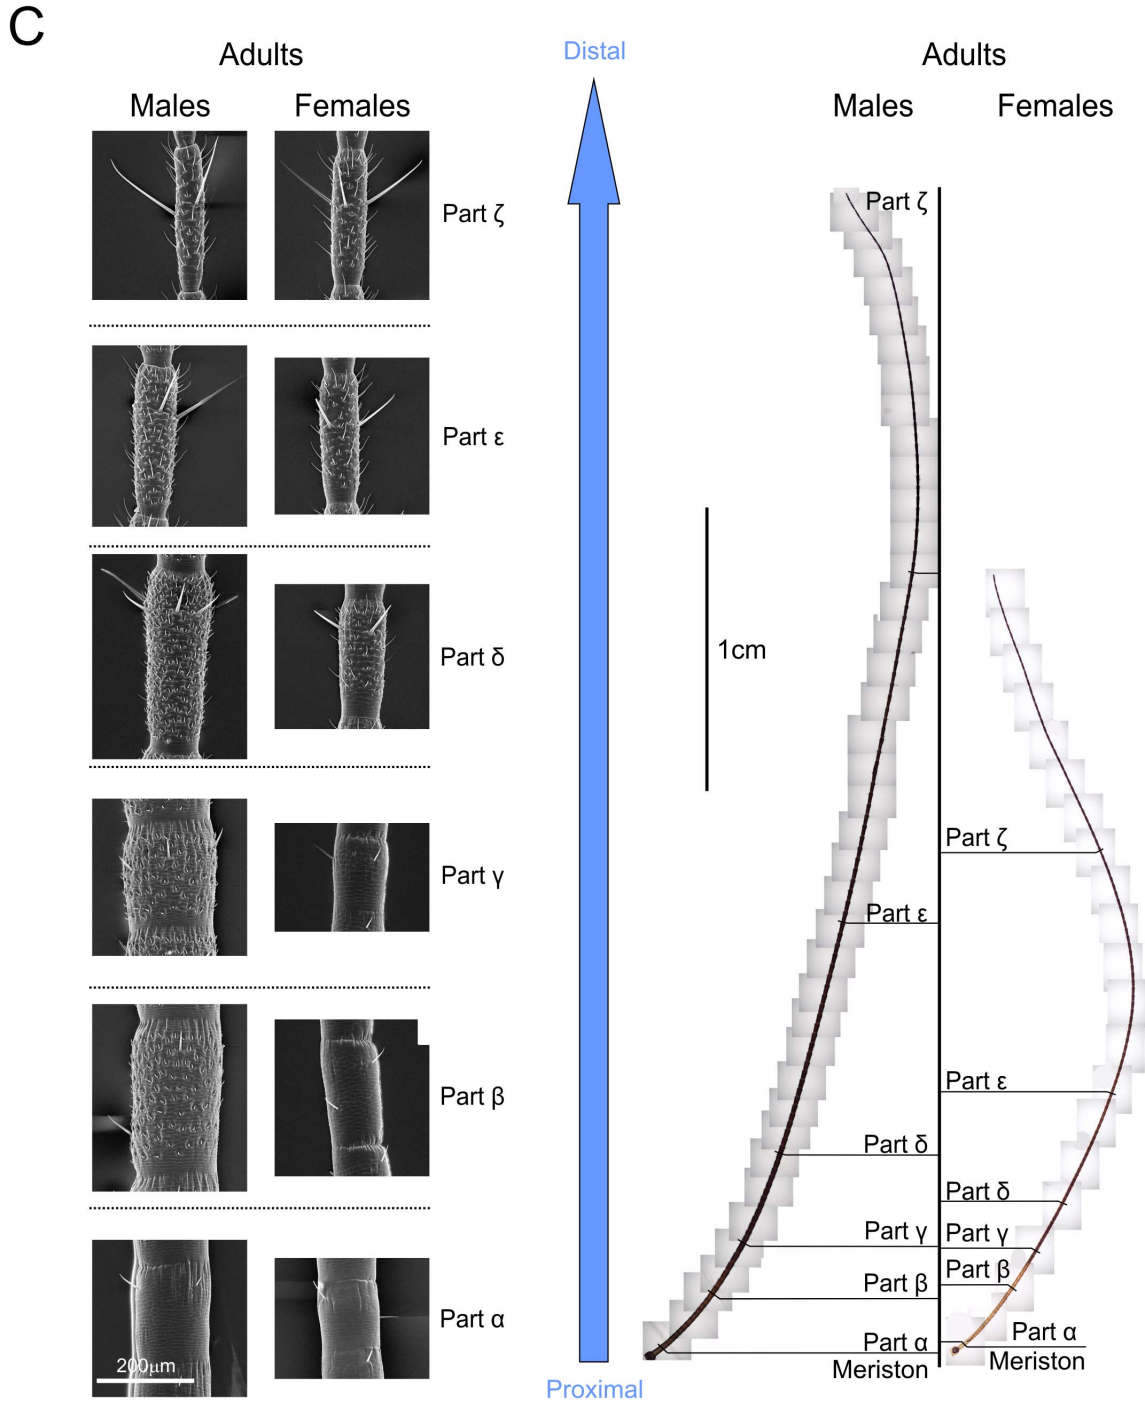 C
Adults
Males Females
Part ζ
Part ε
Part δ
Part γ
Part β
Part α
200μm
Distal
Proximal
1cm
Adults
Males Females
Part ζ
Part ε
Part δ
Part γ
Part β
Part α
Meriston
Part ζ
Part ε
Part δ
Part γ
Part β
Part α
Meriston